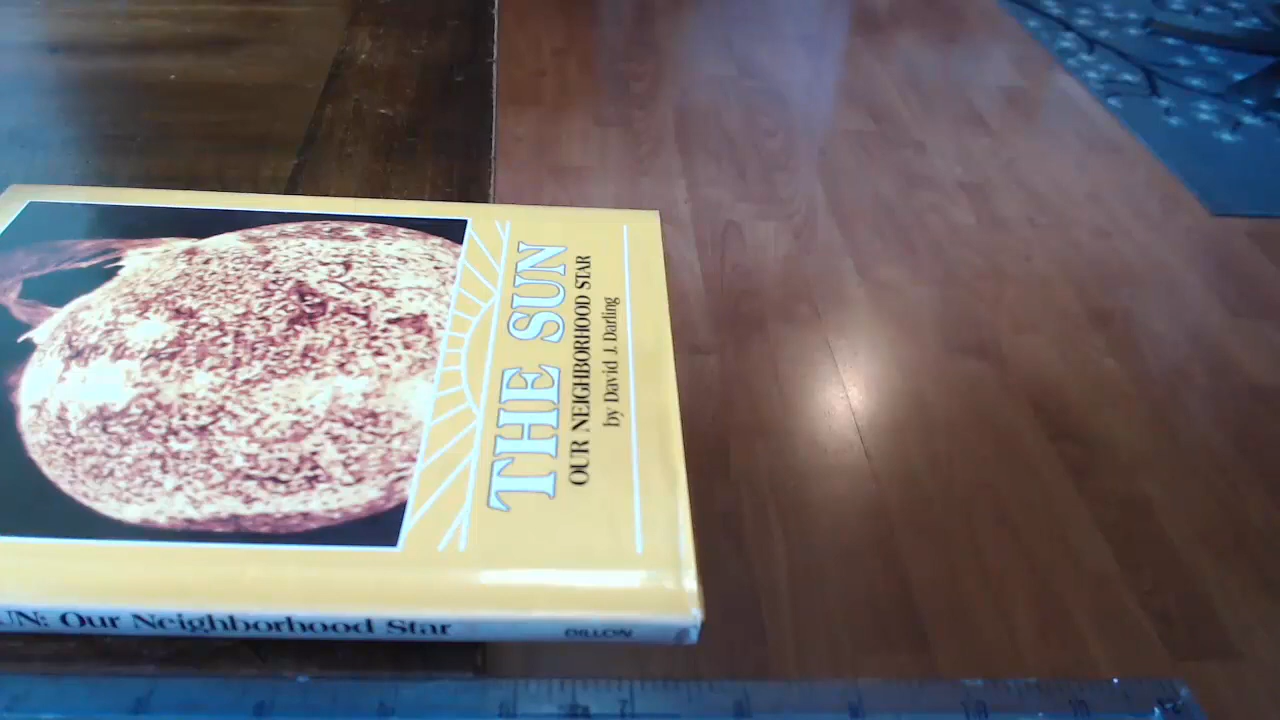 THE SUN
OUR NEIGHBORHOOD STAR
by David J. Darling
UN: Our Neighborhood Star
DILLON